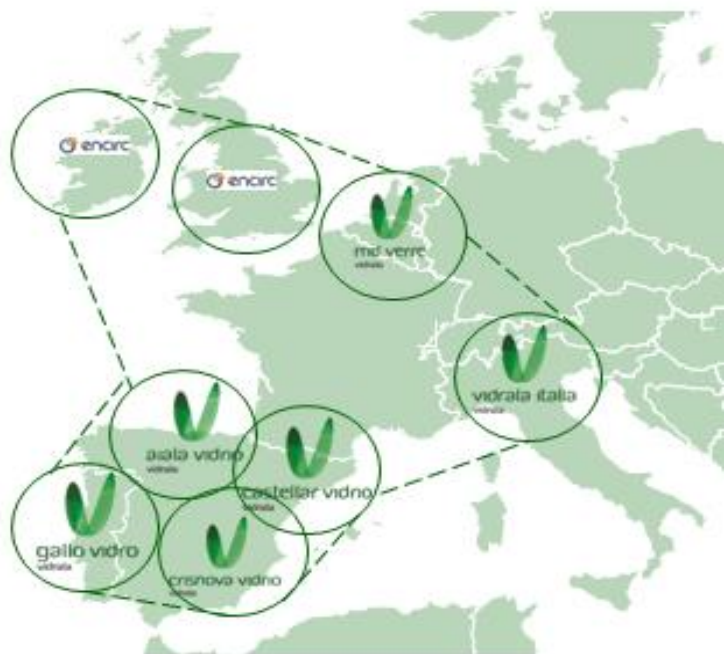 encirc
encirc
md verre
vidrala
vidrala italia
vidrala
aiala vidrio
vidrala
castellar vidrio
vidrala
gallo vidro
vidrala
crisnova vidrio
vidrala